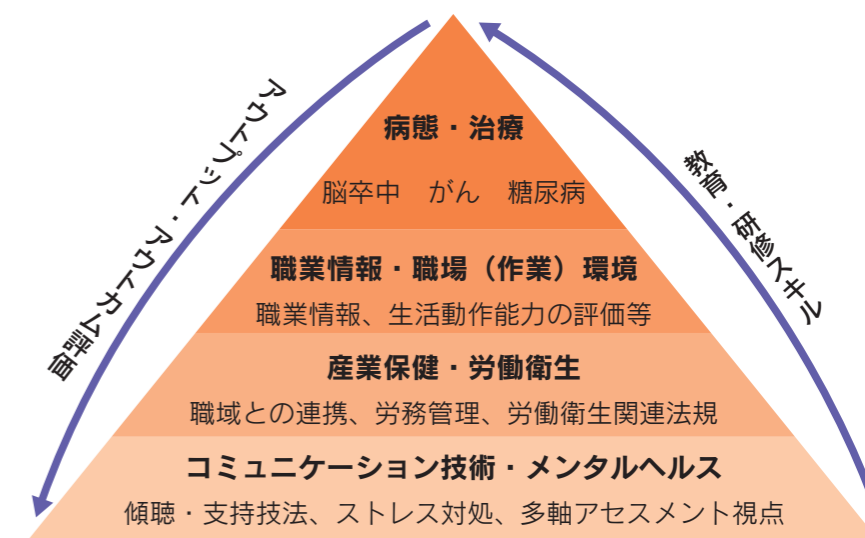 アウトプット・アウトカム評価
教育・研修スキル
病態・治療
脳卒中　がん　糖尿病
職業情報・職場（作業）環境
職業情報、生活動作能力の評価等
産業保健・労働衛生
職域との連携、労務管理、労働衛生関連法規
コミュニケーション技術・メンタルヘルス
傾聴・支持技法、ストレス対処、多軸アセスメント視点